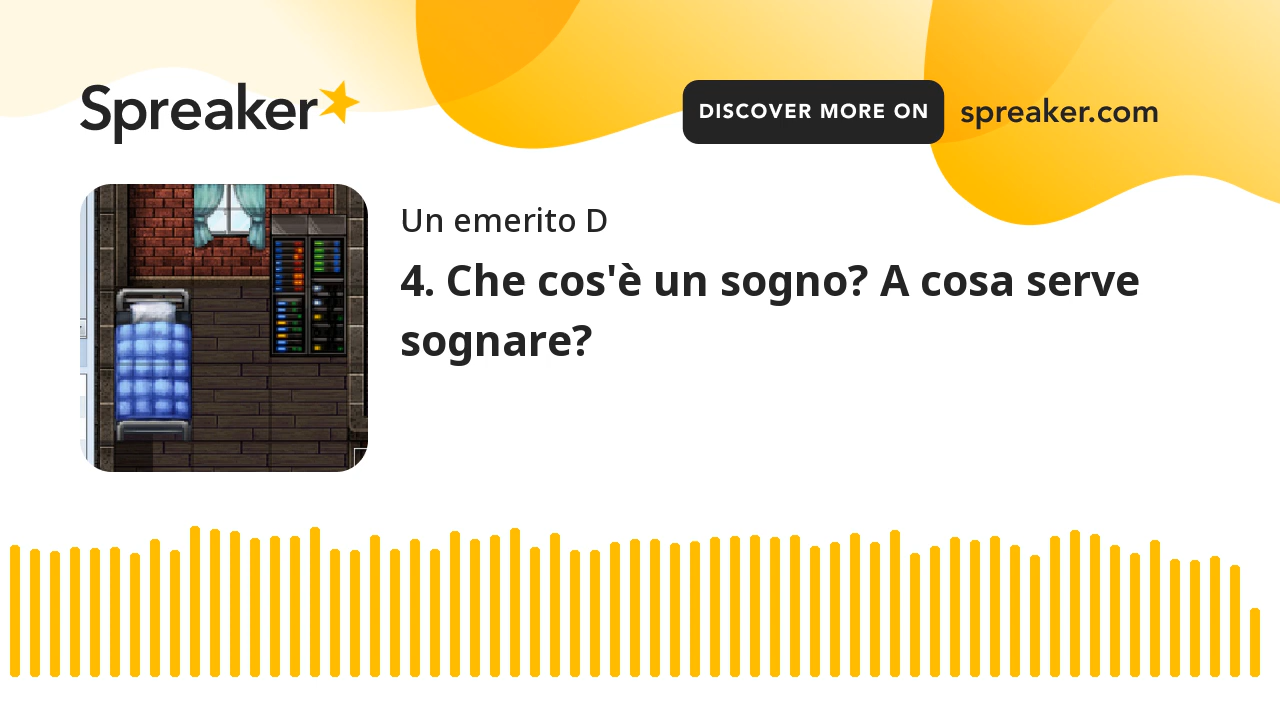 Spreaker
DISCOVER MORE ON spreaker.com
Un emerito D
4. Che cos'è un sogno? A cosa serve
sognare?